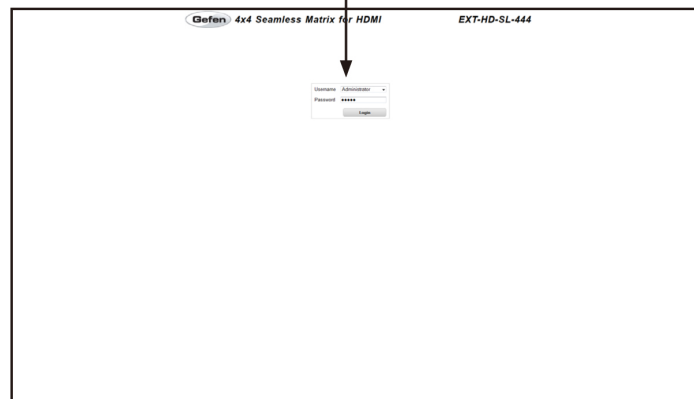 Gefen 4x4 Seamless Matrix for HDMI EXT-HD-SL-444
Username Administrator
Password •••••
Login